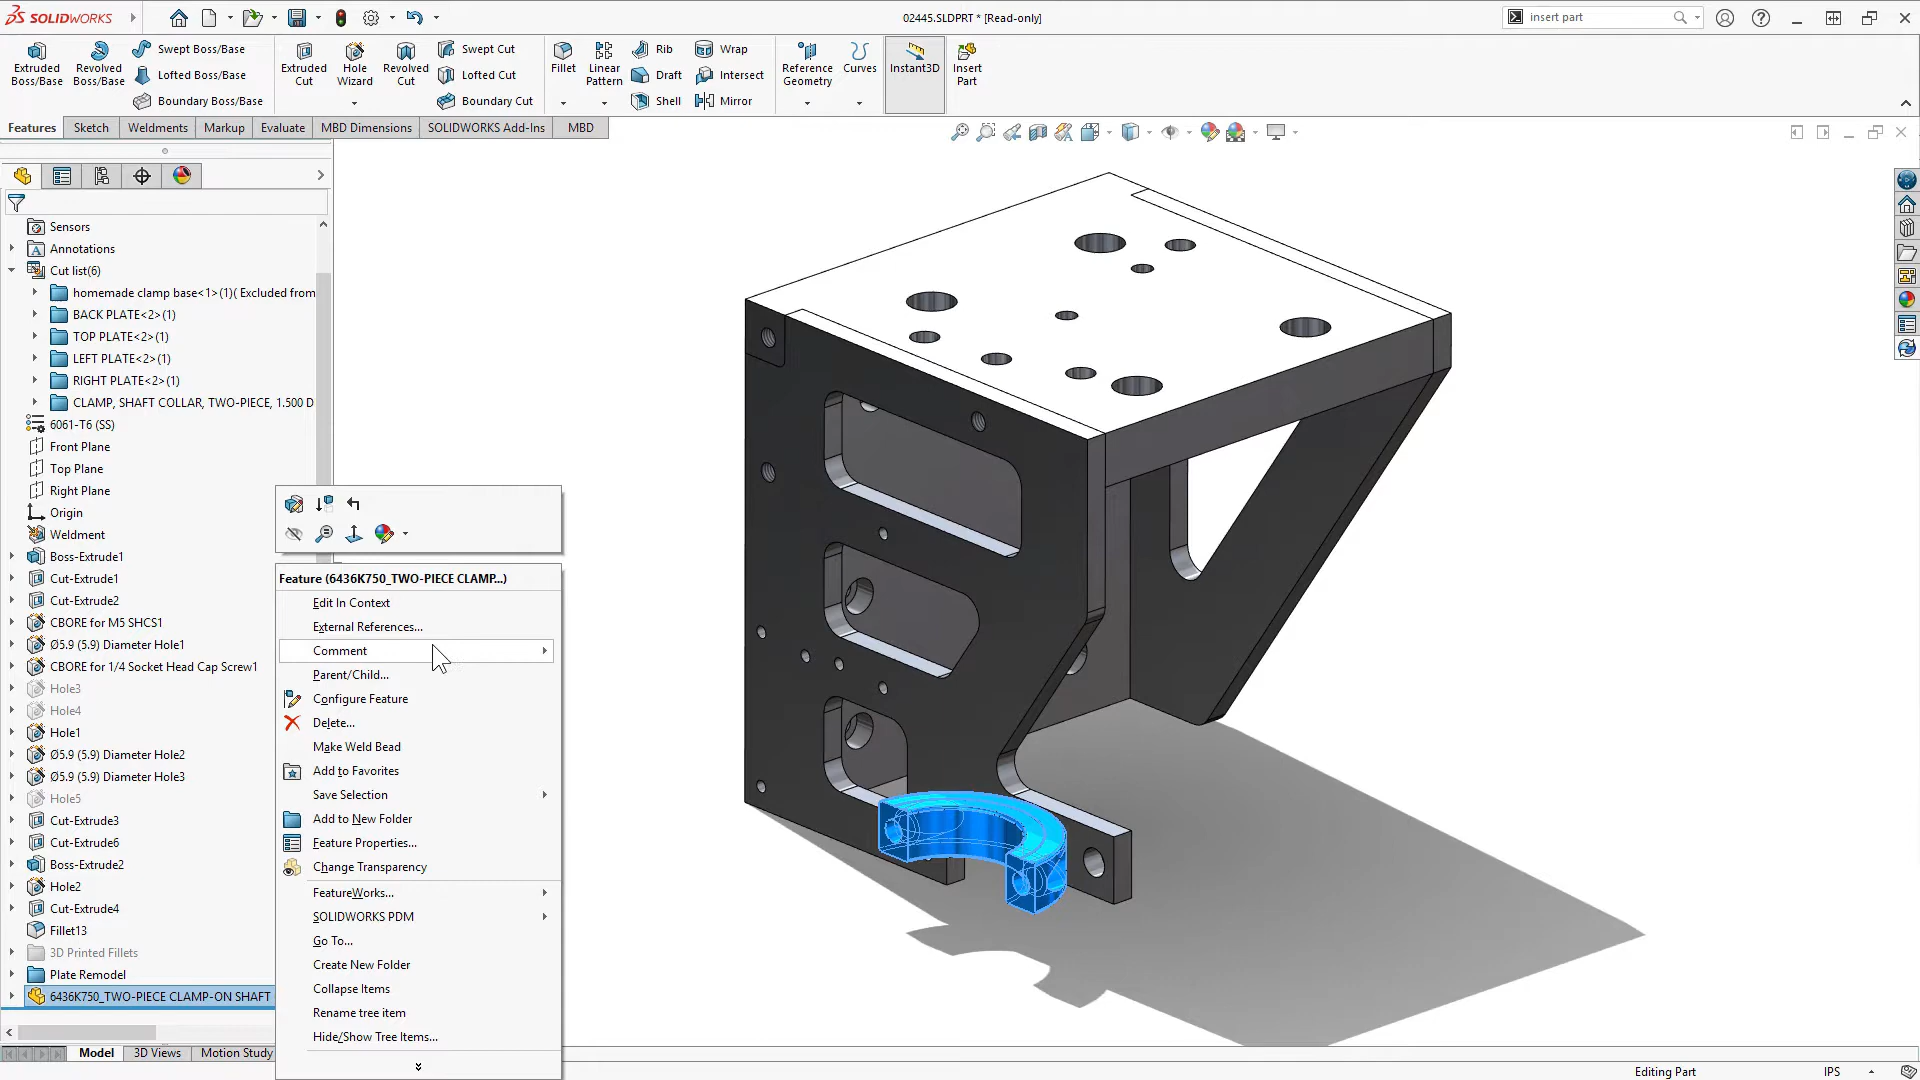 SOLIDWORKS
02445.SLDPRT * [Read-only]
insert part
Extruded Boss/Base
Revolved Boss/Base
Swept Boss/Base
Lofted Boss/Base
Boundary Boss/Base
Extruded Cut
Hole Wizard
Revolved Cut
Swept Cut
Lofted Cut
Boundary Cut
Fillet
Linear Pattern
Rib
Draft
Shell
Wrap
Intersect
Mirror
Reference Geometry
Curves
Instant3D
Insert Part
Features
Sketch
Weldments
Markup
Evaluate
MBD Dimensions
SOLIDWORKS Add-Ins
MBD
Sensors
Annotations
Cut list(6)
homemade clamp base<1>(1)( Excluded from
BACK PLATE<2>(1)
TOP PLATE<2>(1)
LEFT PLATE<2>(1)
RIGHT PLATE<2>(1)
CLAMP, SHAFT COLLAR, TWO-PIECE, 1.500 D
6061-T6 (SS)
Front Plane
Top Plane
Right Plane
Origin
Weldment
Boss-Extrude1
Cut-Extrude1
Cut-Extrude2
CBORE for M5 SHCS1
Ø5.9 (5.9) Diameter Hole1
CBORE for 1/4 Socket Head Cap Screw1
Hole3
Hole4
Hole1
Ø5.9 (5.9) Diameter Hole2
Ø5.9 (5.9) Diameter Hole3
Hole5
Cut-Extrude3
Cut-Extrude6
Boss-Extrude2
Hole2
Cut-Extrude4
Fillet13
3D Printed Fillets
Plate Remodel
6436K750_TWO-PIECE CLAMP-ON SHAFT
Feature (6436K750_TWO-PIECE CLAMP...)
Edit In Context
External References...
Comment
Parent/Child...
Configure Feature
Delete...
Make Weld Bead
Add to Favorites
Save Selection
Add to New Folder
Feature Properties...
Change Transparency
FeatureWorks...
SOLIDWORKS PDM
Go To...
Create New Folder
Collapse Items
Rename tree item
Hide/Show Tree Items...
Model
3D Views
Motion Study
Editing Part
IPS